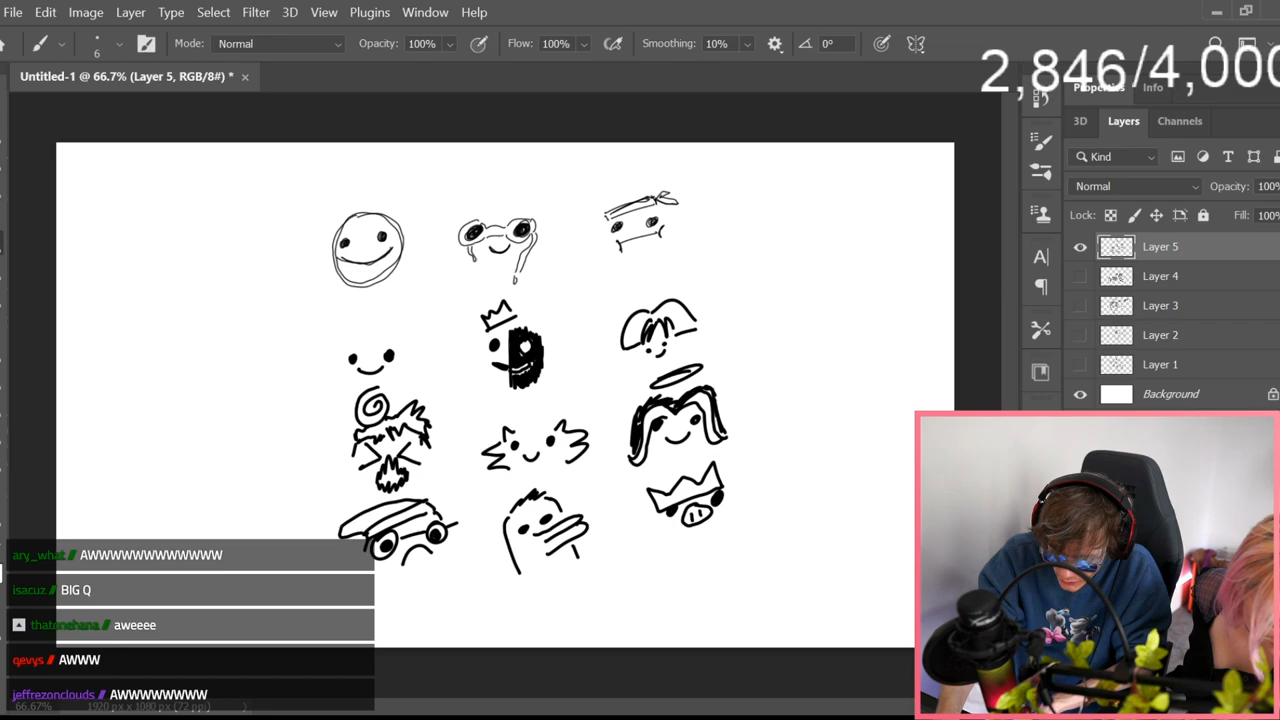 File Edit Image Layer Type Select Filter 3D View Plugins Window Help
6 Mode: Normal Opacity: 100% Flow: 100% Smoothing: 10% 0°
Untitled-1 @ 66.7% (Layer 5, RGB/8#) * ×
2,846/4,000
Properties Info
3D Layers Channels
Kind
Normal Opacity: 100%
Lock: Fill: 100%
Layer 5
Layer 4
Layer 3
Layer 2
Layer 1
Background
ary_what // AWWWWWWWWWWWW
isacuz // BIG Q
thatonehana // aweeee
qevys // AWWW
jeffrezonclouds // AWWWWWWWW
66.67% 1920 px x 1080 px (72 ppi)